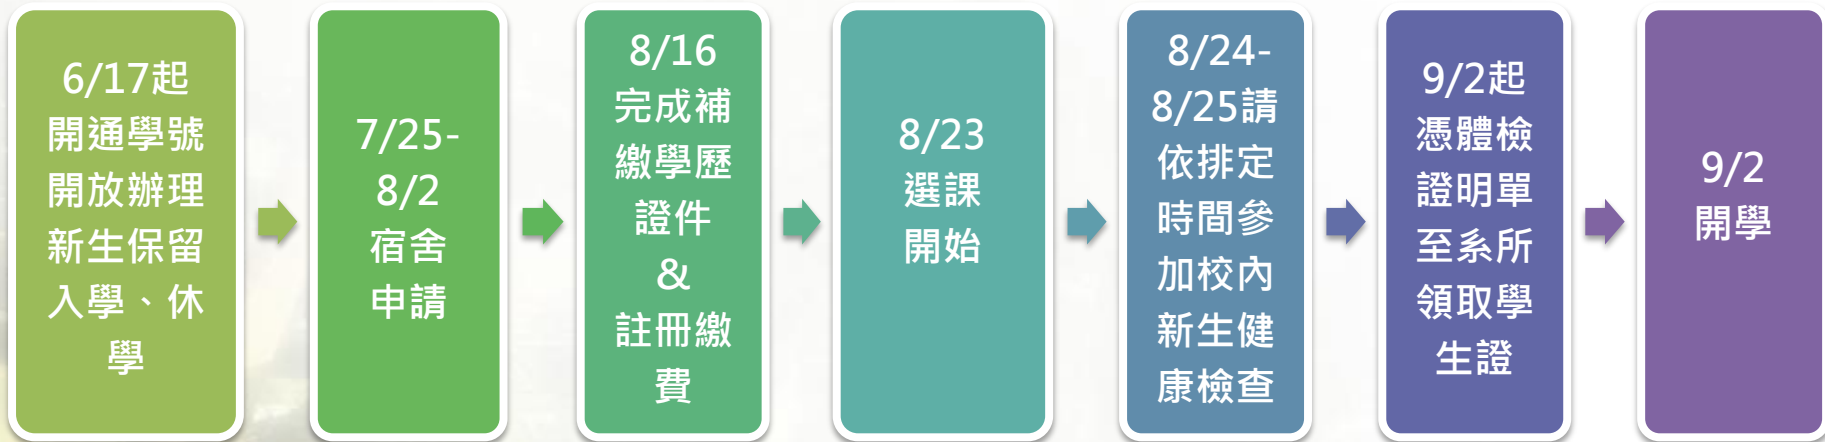 6/17起
開通學號
開放辦理
新生保留
入學、休
學
7/25-
8/2
宿舍
申請
8/16
完成補
繳學歷
證件
&
註冊繳
費
8/23
選課
開始
8/24-
8/25請
依排定
時間參
加校內
新生健
康檢查
9/2起
憑體檢
證明單
至系所
領取學
生證
9/2
開學